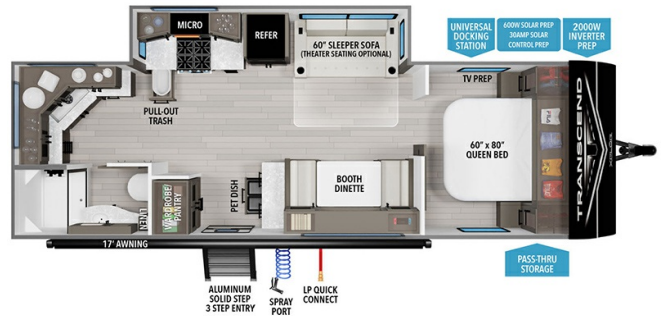 MICRO
REFER
60" SLEEPER SOFA
(THEATER SEATING OPTIONAL)
UNIVERSAL
DOCKING
STATION
600W SOLAR PREP
30AMP SOLAR
CONTROL PREP
2000W
INVERTER
PREP
TV PREP
PULL-OUT
TRASH
60" x 80"
QUEEN BED
TRANSCEND
BOOTH
DINETTE
PET DISH
WARDROBE/
PANTRY
LINEN
17' AWNING
PASS-THRU
STORAGE
ALUMINUM
SOLID STEP
3 STEP ENTRY
SPRAY
PORT
LP QUICK
CONNECT